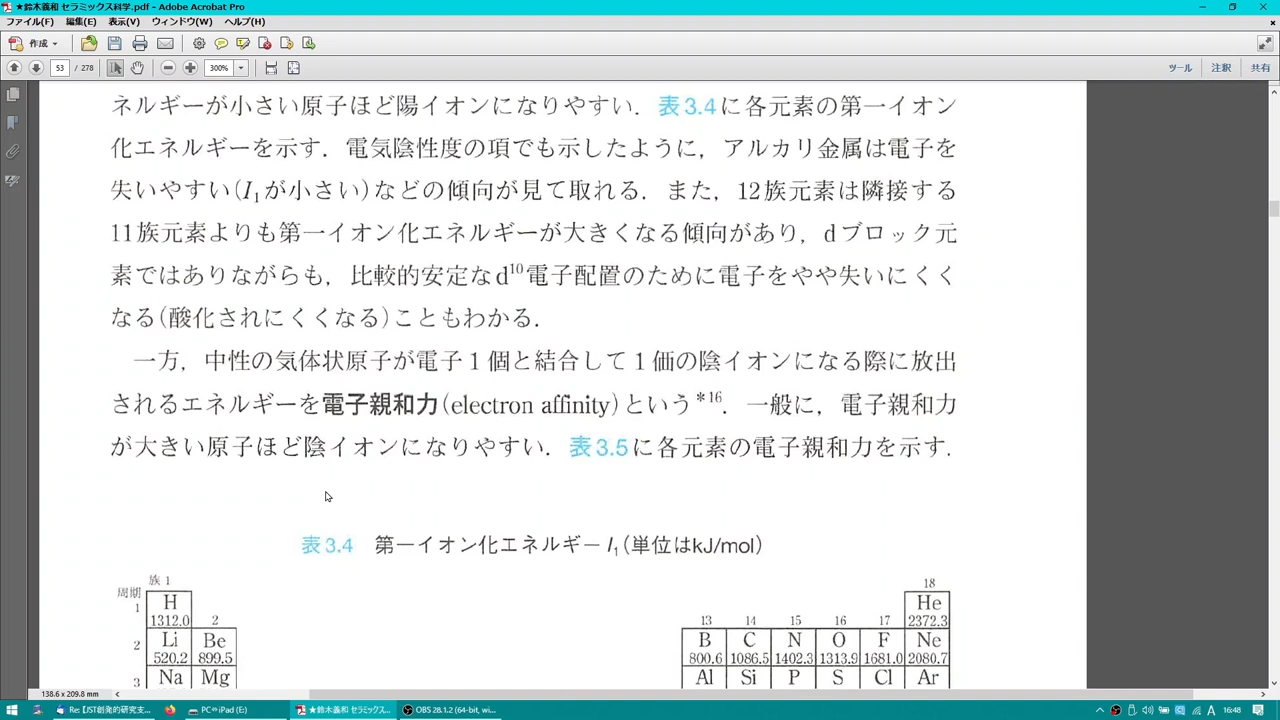 ★鈴木義和 セラミックス科学.pdf - Adobe Acrobat Pro
ファイル(F) 編集(E) 表示(V) ウィンドウ(W) ヘルプ(H)
作成
53 / 278 300% ツール 注釈 共有
ネルギーが小さい原子ほど陽イオンになりやすい．表3.4に各元素の第一イオン
化エネルギーを示す．電気陰性度の項でも示したように，アルカリ金属は電子を
失いやすい(I₁が小さい)などの傾向が見て取れる．また，12族元素は隣接する
11族元素よりも第一イオン化エネルギーが大きくなる傾向があり，dブロック元
素ではありながらも，比較的安定なd¹⁰電子配置のために電子をやや失いにくく
なる(酸化されにくくなる)こともわかる．
一方，中性の気体状原子が電子1個と結合して1価の陰イオンになる際に放出
されるエネルギーを電子親和力(electron affinity)という*¹⁶．一般に，電子親和力
が大きい原子ほど陰イオンになりやすい．表3.5に各元素の電子親和力を示す．
表3.4 第一イオン化エネルギー I₁(単位はkJ/mol)
族 1 18
周期
1 H He
1312.0 2 13 14 15 16 17 2372.3
2 Li Be B C N O F Ne
520.2 899.5 800.6 1086.5 1402.3 1313.9 1681.0 2080.7
3 Na Mg Al Si P S Cl Ar
138.6 x 209.8 mm
Re: 【JST創発的研究支... PC⇔iPad (E) ★鈴木義和 セラミックス... OBS 28.1.2 (64-bit, wi... A 16:48